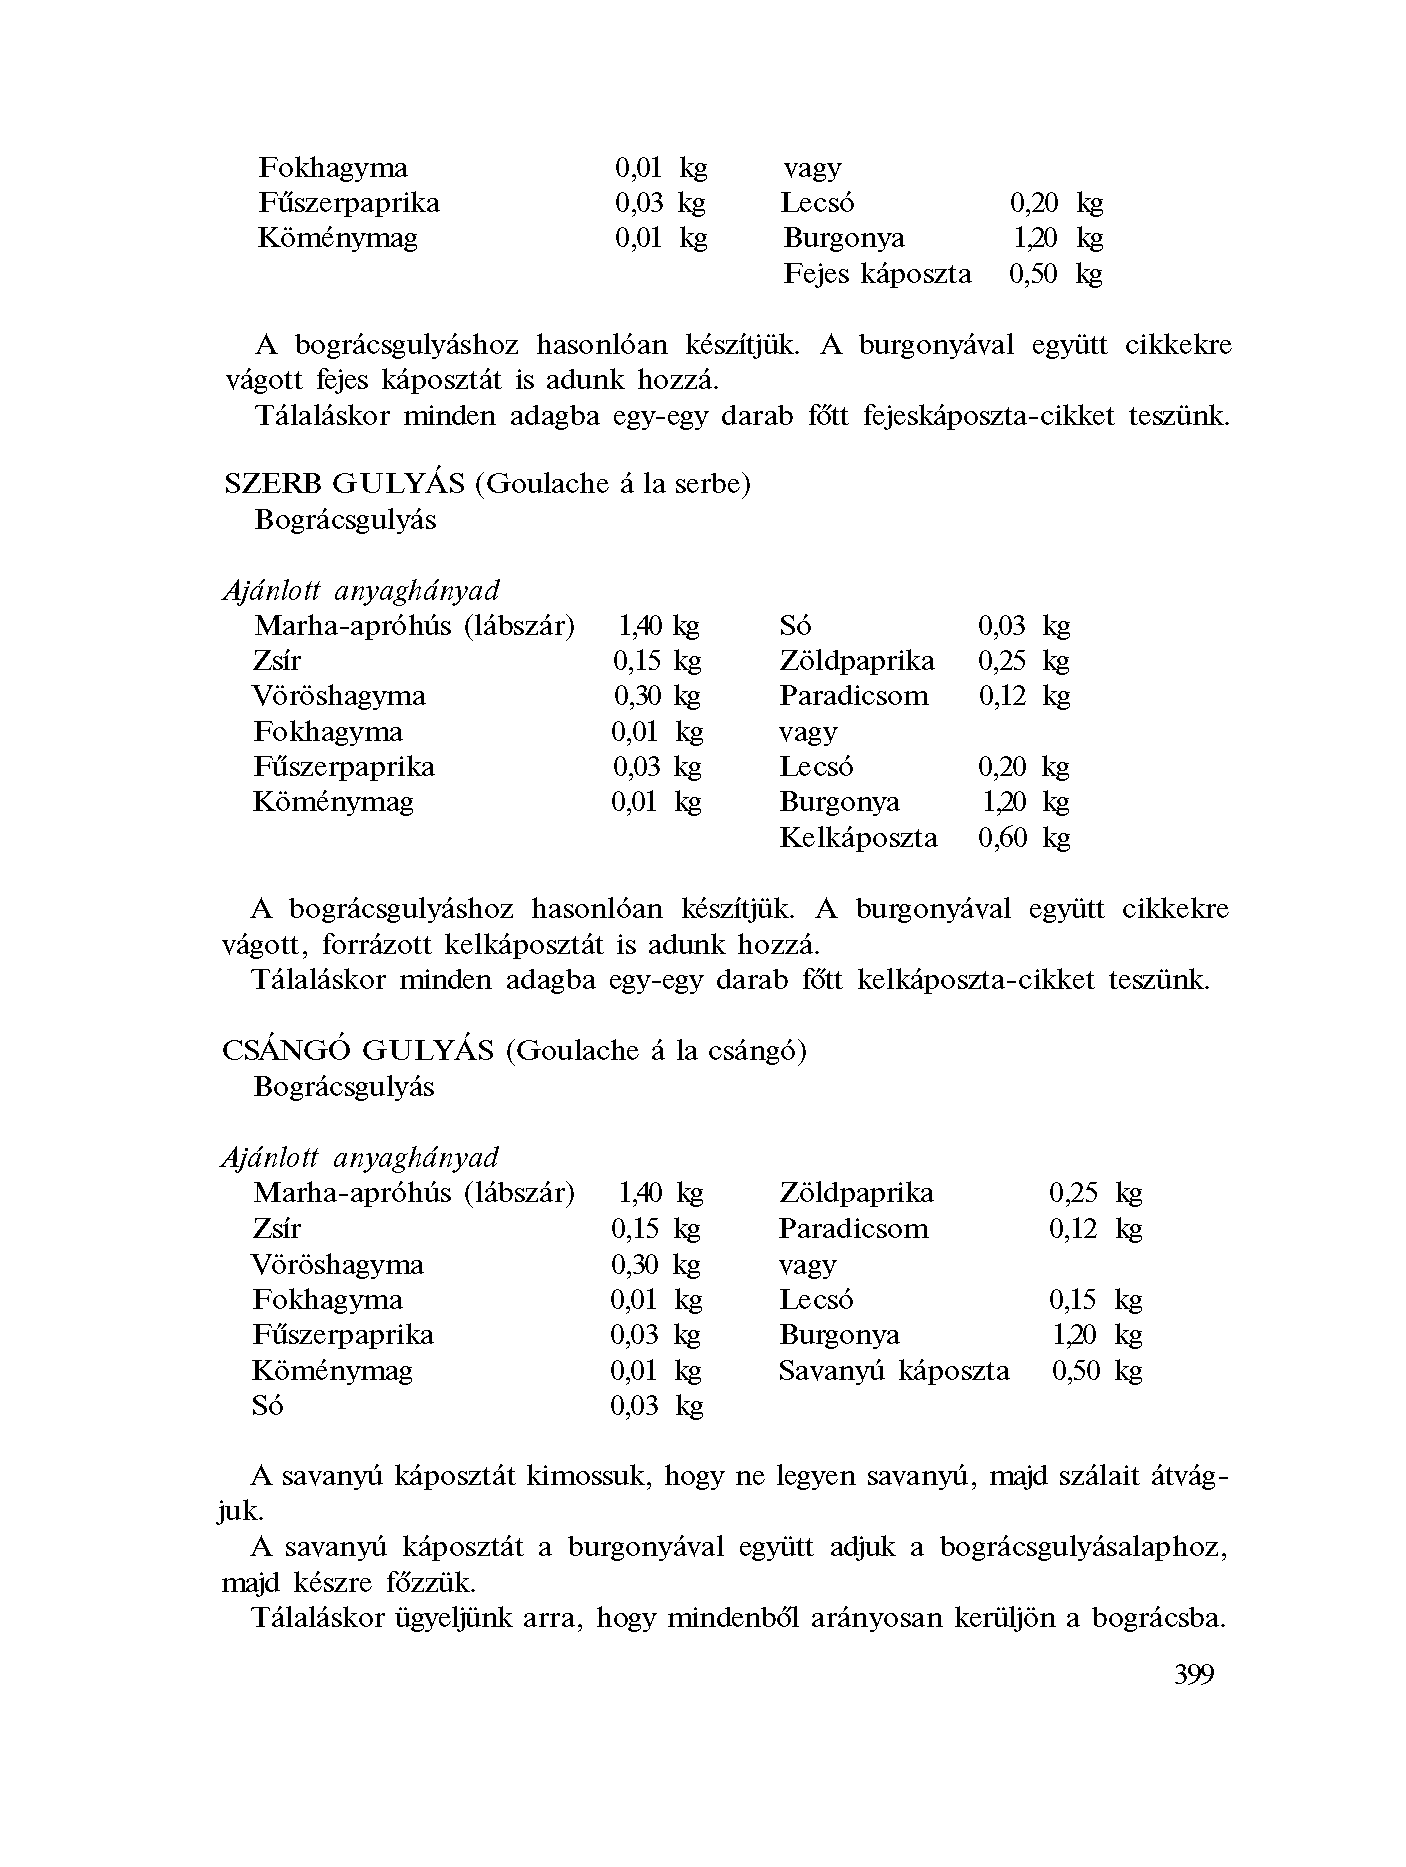 Fokhagyma 0,01 kg vagy
Fűszerpaprika 0,03 kg Lecsó 0,20 kg
Köménymag 0,01 kg Burgonya 1,20 kg
Fejes káposzta 0,50 kg
A bográcsgulyáshoz hasonlóan készítjük. A burgonyával együtt cikkekre
vágott fejes káposztát is adunk hozzá.
Tálaláskor minden adagba egy-egy darab főtt fejeskáposzta-cikket teszünk.
SZERB GULYÁS (Goulache á la serbe)
Bográcsgulyás
Ajánlott anyaghányad
Marha-apróhús (lábszár) 1,40 kg Só 0,03 kg
Zsír 0,15 kg Zöldpaprika 0,25 kg
Vöröshagyma 0,30 kg Paradicsom 0,12 kg
Fokhagyma 0,01 kg vagy
Fűszerpaprika 0,03 kg Lecsó 0,20 kg
Köménymag 0,01 kg Burgonya 1,20 kg
Kelkáposzta 0,60 kg
A bográcsgulyáshoz hasonlóan készítjük. A burgonyával együtt cikkekre
vágott, forrázott kelkáposztát is adunk hozzá.
Tálaláskor minden adagba egy-egy darab főtt kelkáposzta-cikket teszünk.
CSÁNGÓ GULYÁS (Goulache á la csángó)
Bográcsgulyás
Ajánlott anyaghányad
Marha-apróhús (lábszár) 1,40 kg Zöldpaprika 0,25 kg
Zsír 0,15 kg Paradicsom 0,12 kg
Vöröshagyma 0,30 kg vagy
Fokhagyma 0,01 kg Lecsó 0,15 kg
Fűszerpaprika 0,03 kg Burgonya 1,20 kg
Köménymag 0,01 kg Savanyú káposzta 0,50 kg
Só 0,03 kg
A savanyú káposztát kimossuk, hogy ne legyen savanyú, majd szálait átvág-
juk.
A savanyú káposztát a burgonyával együtt adjuk a bográcsgulyásalaphoz,
majd készre főzzük.
Tálaláskor ügyeljünk arra, hogy mindenből arányosan kerüljön a bográcsba.
399